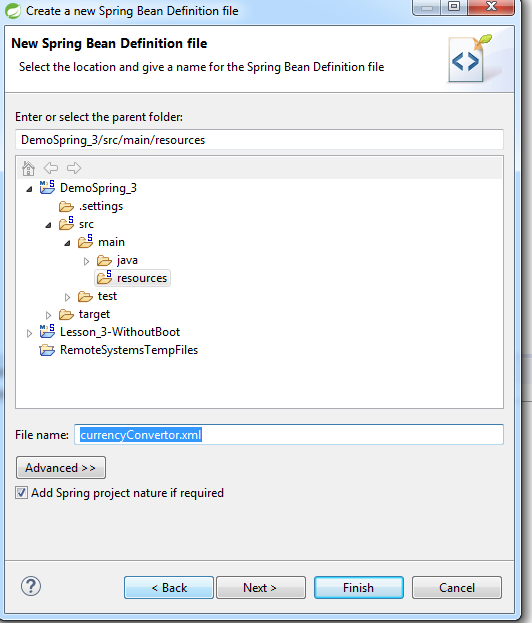 Create a new Spring Bean Definition file
New Spring Bean Definition file
Select the location and give a name for the Spring Bean Definition file
Enter or select the parent folder:
DemoSpring_3/src/main/resources
DemoSpring_3
.settings
src
main
java
resources
test
target
Lesson_3-WithoutBoot
RemoteSystemsTempFiles
File name: currencyConvertor.xml
Advanced >>
Add Spring project nature if required
? < Back Next > Finish Cancel